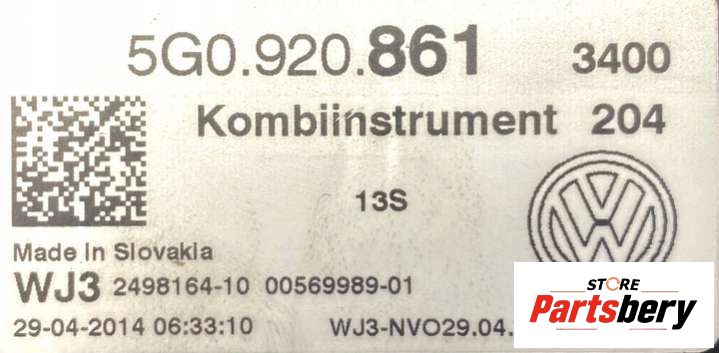 5G0.920.861 3400
Kombiinstrument 204
13S
Made In Slovakia
WJ3 2498164-10 00569989-01
29-04-2014 06:33:10 WJ3-NVO29.04.
STORE
Partsbery